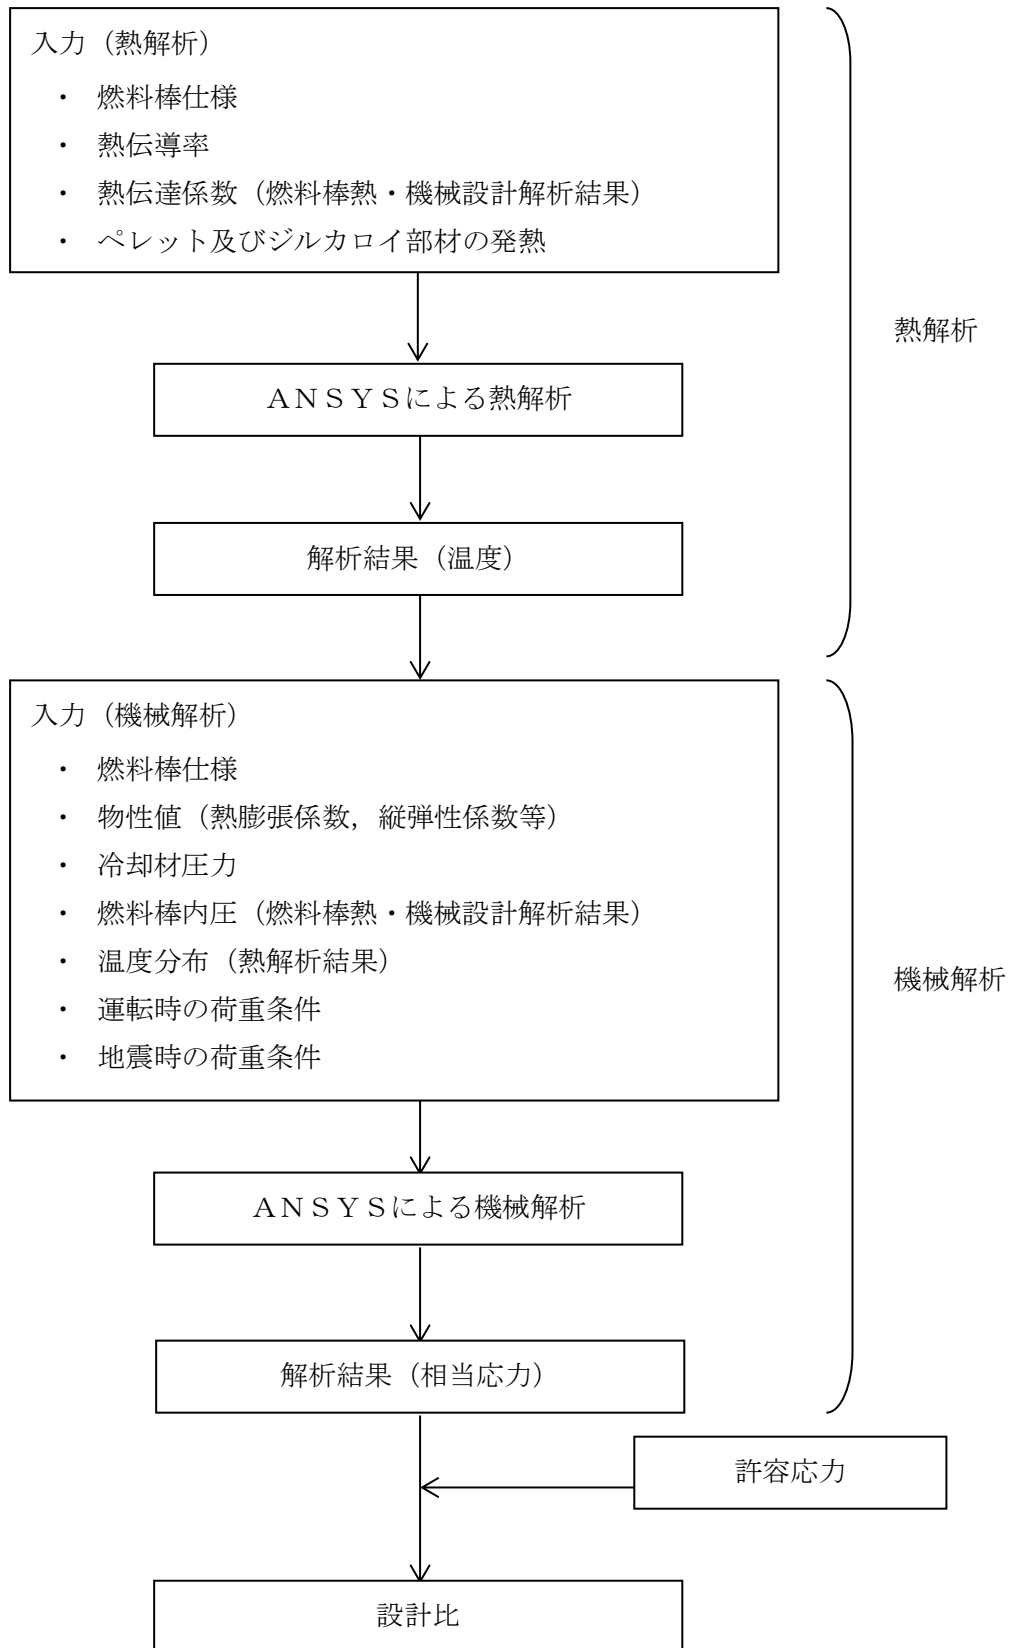 入力（熱解析）
・ 燃料棒仕様
・ 熱伝導率
・ 熱伝達係数（燃料棒熱・機械設計解析結果）
・ ペレット及びジルカロイ部材の発熱
熱解析
ＡＮＳＹＳによる熱解析
解析結果（温度）
入力（機械解析）
・ 燃料棒仕様
・ 物性値（熱膨張係数，縦弾性係数等）
・ 冷却材圧力
・ 燃料棒内圧（燃料棒熱・機械設計解析結果）
・ 温度分布（熱解析結果）
・ 運転時の荷重条件
・ 地震時の荷重条件
機械解析
ＡＮＳＹＳによる機械解析
解析結果（相当応力）
許容応力
設計比